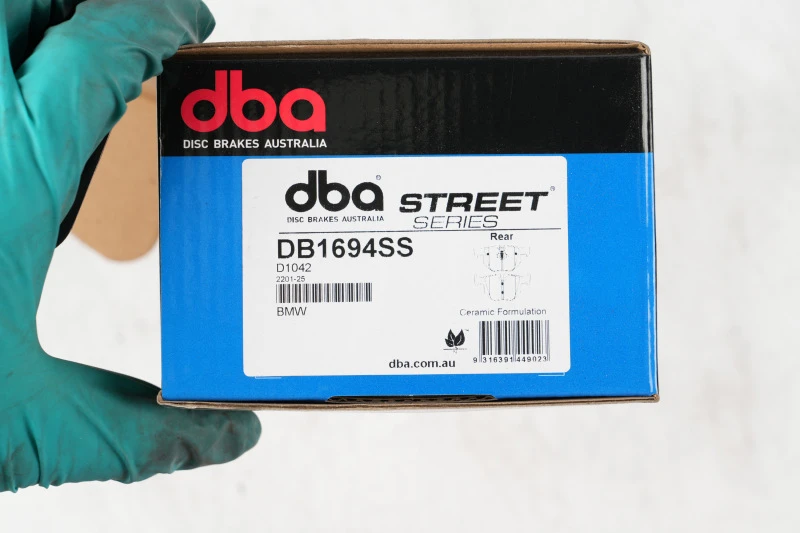 dba
DISC BRAKES AUSTRALIA
dba®
DISC BRAKES AUSTRALIA
STREET®
SERIES
DB1694SS
D1042
2201-25
BMW
Rear
Ceramic Formulation
9 316391 449023
dba.com.au